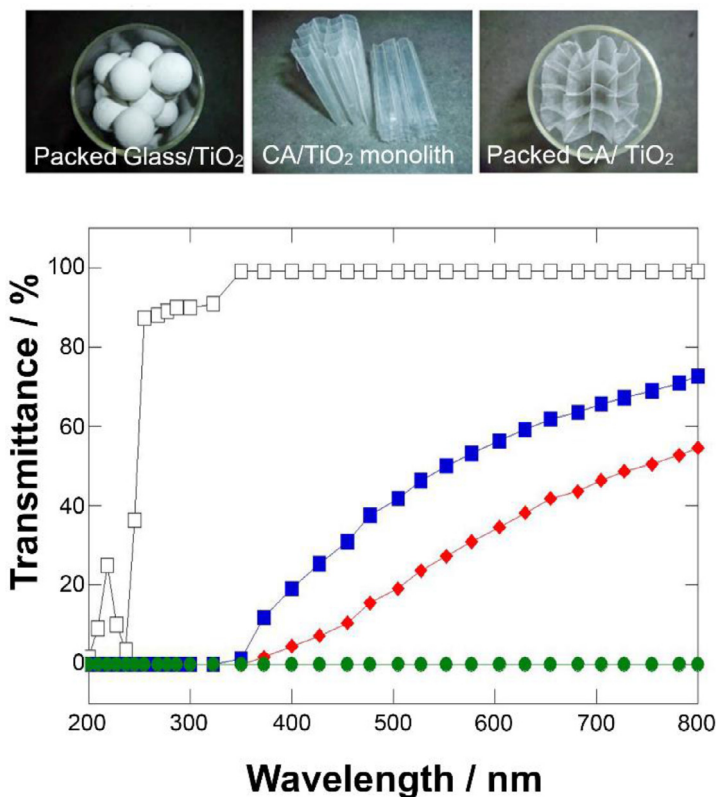 Packed Glass/TiO₂
CA/TiO₂ monolith
Packed CA/ TiO₂
Transmittance / %
100
80
60
40
20
0
200
300
400
500
600
700
800
Wavelength / nm